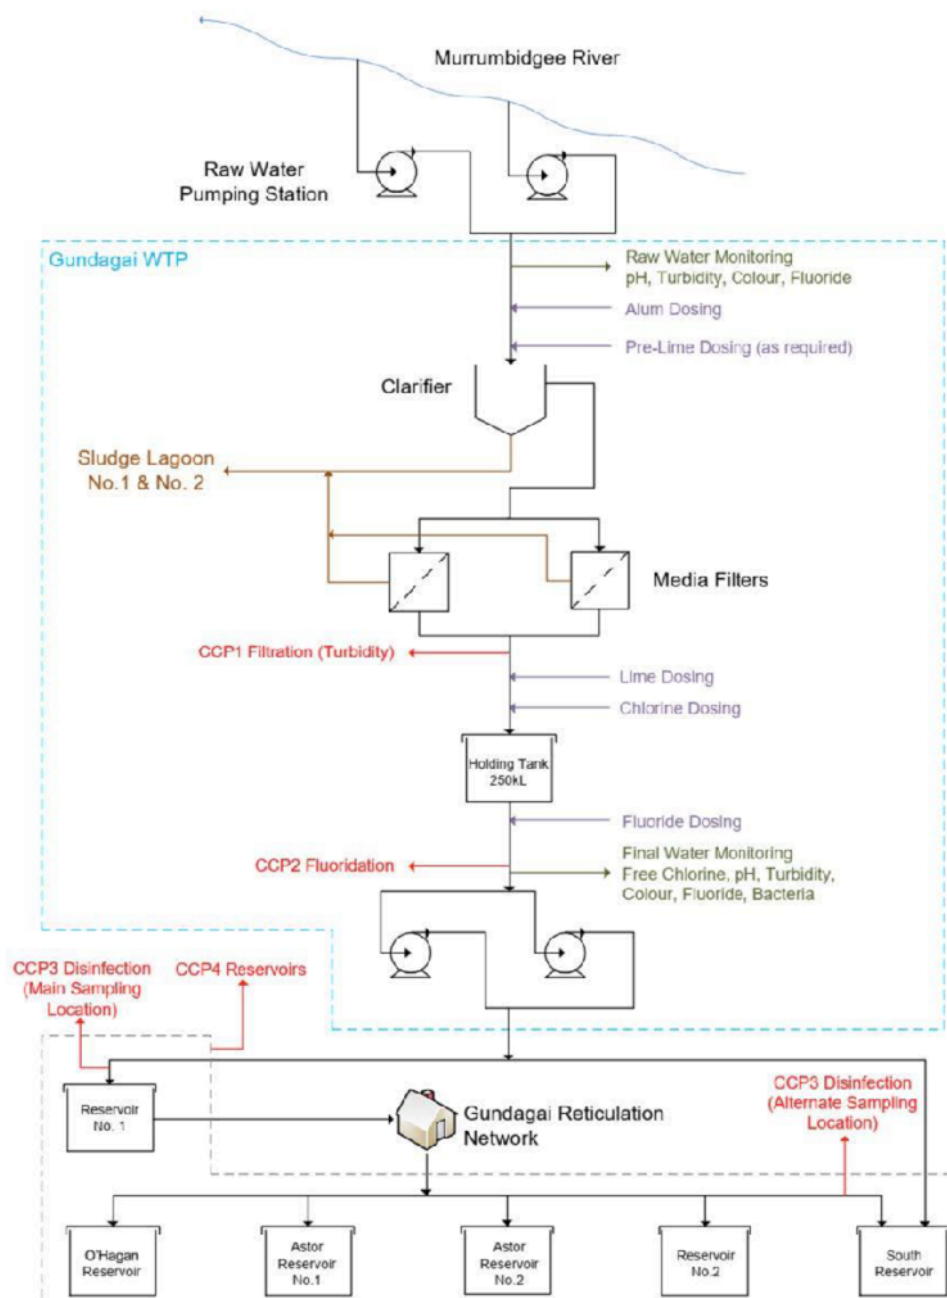 Murrumbidgee River
Raw Water
Pumping Station
Gundagai WTP
Raw Water Monitoring
pH, Turbidity, Colour, Fluoride
Alum Dosing
Pre-Lime Dosing (as required)
Clarifier
Sludge Lagoon
No.1 & No. 2
Media Filters
CCP1 Filtration (Turbidity)
Lime Dosing
Chlorine Dosing
Holding Tank
250kL
Fluoride Dosing
CCP2 Fluoridation
Final Water Monitoring
Free Chlorine, pH, Turbidity,
Colour, Fluoride, Bacteria
CCP3 Disinfection
(Main Sampling
Location)
CCP4 Reservoirs
Reservoir
No. 1
Gundagai Reticulation
Network
CCP3 Disinfection
(Alternate Sampling
Location)
O'Hagan
Reservoir
Astor
Reservoir
No.1
Astor
Reservoir
No.2
Reservoir
No.2
South
Reservoir